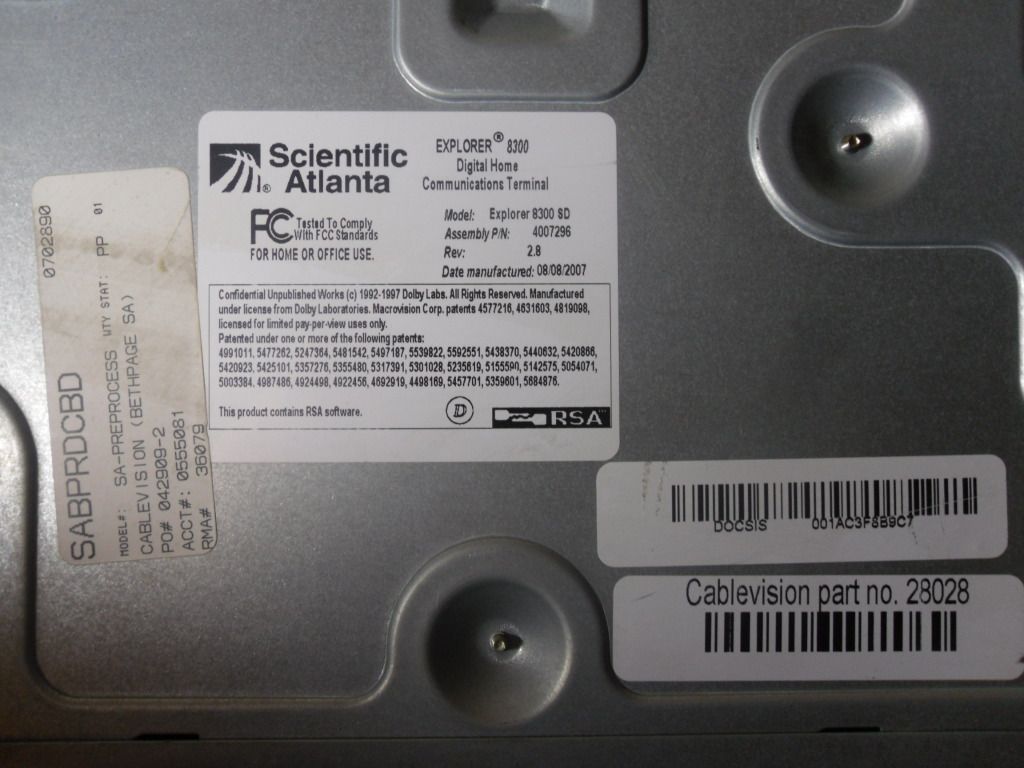 Scientific
Atlanta
EXPLORER® 8300
Digital Home
Communications Terminal
FC Tested To Comply
With FCC Standards
FOR HOME OR OFFICE USE.
Model: Explorer 8300 SD
Assembly P/N: 4007296
Rev: 2.8
Date manufactured: 08/08/2007
Confidential Unpublished Works (c) 1992-1997 Dolby Labs. All Rights Reserved. Manufactured
under license from Dolby Laboratories. Macrovision Corp. patents 4577216, 4631603, 4819098,
licensed for limited pay-per-view uses only.
Patented under one or more of the following patents:
4991011, 5477262, 5247364, 5481542, 5497187, 5539822, 5592551, 5438370, 5440632, 5420866,
5420923, 5425101, 5357276, 5355480, 5317391, 5301028, 5235619, 5155590, 5142575, 5054071,
5003384, 4987486, 4924498, 4922456, 4692919, 4498169, 5457701, 5359601, 5684876.
This product contains RSA software.
D
RSA™
0702890
SABPRDCBD
MODEL#: SA-PREPROCESS WTY STAT: PP 01
CABLEVISION (BETHPAGE SA)
PO# 042909-2
ACCT#: 0555081
RMA# 36079
DOCSIS 001AC3F8B9C7
Cablevision part no. 28028